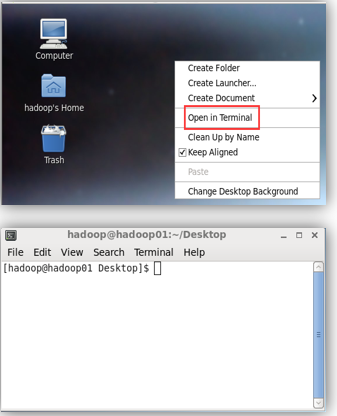 Computer
hadoop's Home
Trash
Create Folder
Create Launcher...
Create Document
Open in Terminal
Clean Up by Name
Keep Aligned
Paste
Change Desktop Background
hadoop@hadoop01:~/Desktop
File Edit View Search Terminal Help
[hadoop@hadoop01 Desktop]$